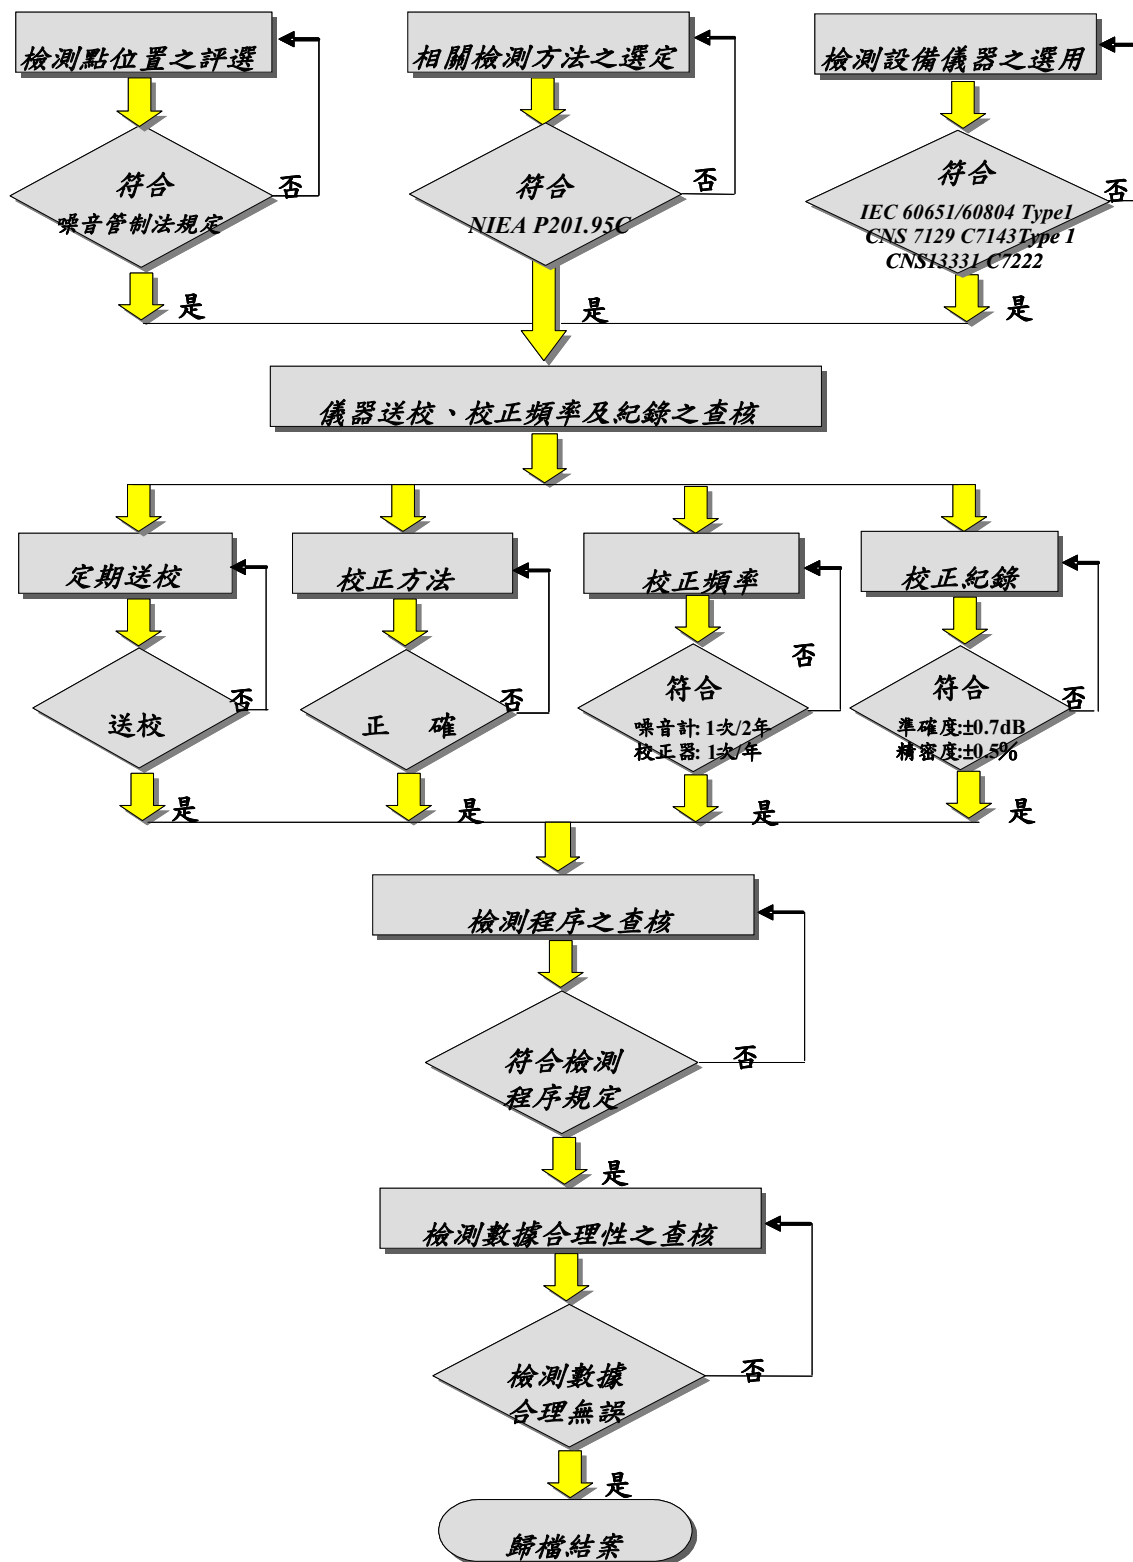 檢測點位置之評選
相關檢測方法之選定
檢測設備儀器之選用
符合
噪音管制法規定
否
符合
NIEA P201.95C
否
符合
IEC 60651/60804 Type1
CNS 7129 C7143Type 1
CNS13331 C7222
否
是
是
是
儀器送校、校正頻率及紀錄之查核
定期送校
校正方法
校正頻率
校正紀錄
送校
否
正 確
否
符合
噪音計: 1次/2年
校正器: 1次/年
否
符合
準確度:±0.7dB
精密度:±0.5%
否
是
是
是
是
檢測程序之查核
符合檢測
程序規定
否
是
檢測數據合理性之查核
檢測數據
合理無誤
否
是
歸檔結案